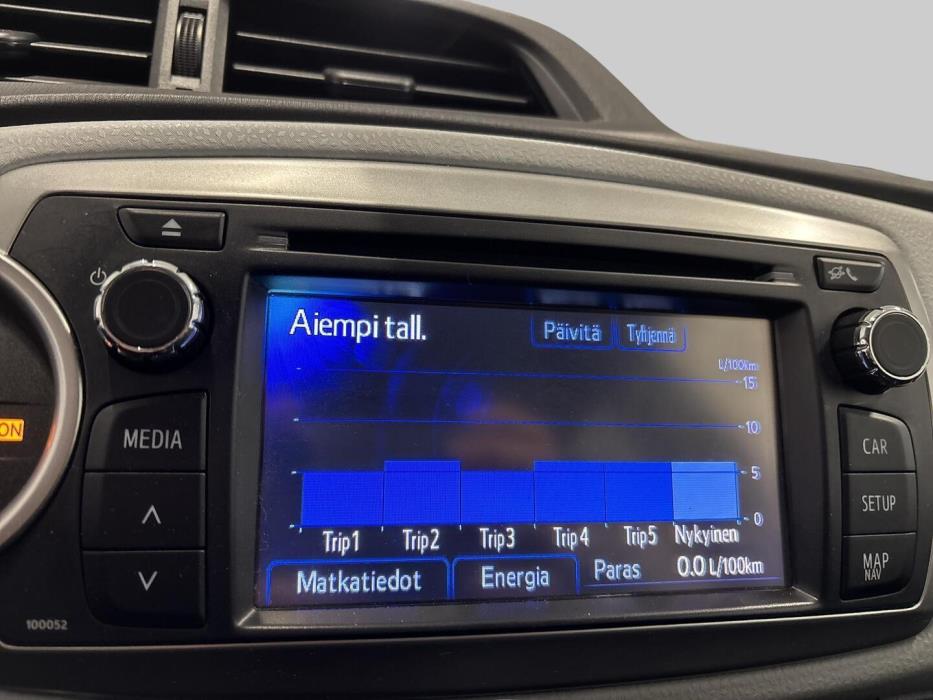 Aiempi tall.
Päivitä
Tyhjennä
L/100km
15
10
5
0
Trip1 Trip2 Trip3 Trip4 Trip5 Nykyinen
Matkatiedot Energia Paras 0.0 L/100km
MEDIA
CAR
SETUP
MAP
NAV
ON
100052